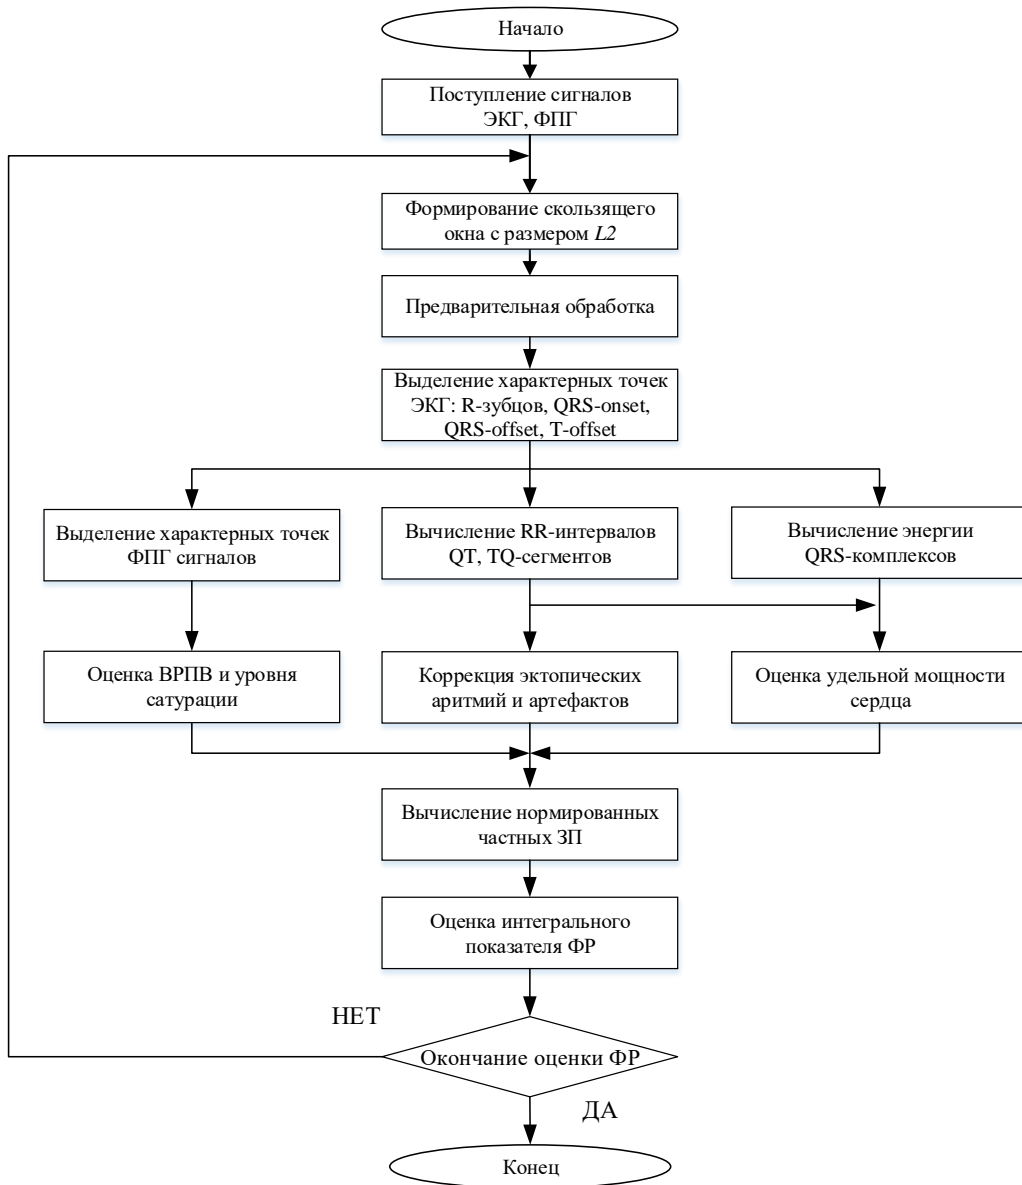 Начало
Поступление сигналов
ЭКГ, ФПГ
Формирование скользящего
окна с размером L2
Предварительная обработка
Выделение характерных точек
ЭКГ: R-зубцов, QRS-onset,
QRS-offset, T-offset
Выделение характерных точек
ФПГ сигналов
Вычисление RR-интервалов
QT, TQ-сегментов
Вычисление энергии
QRS-комплексов
Оценка ВРПВ и уровня
сатурации
Коррекция эктопических
аритмий и артефактов
Оценка удельной мощности
сердца
Вычисление нормированных
частных ЗП
Оценка интегрального
показателя ФР
НЕТ
Окончание оценки ФР
ДА
Конец